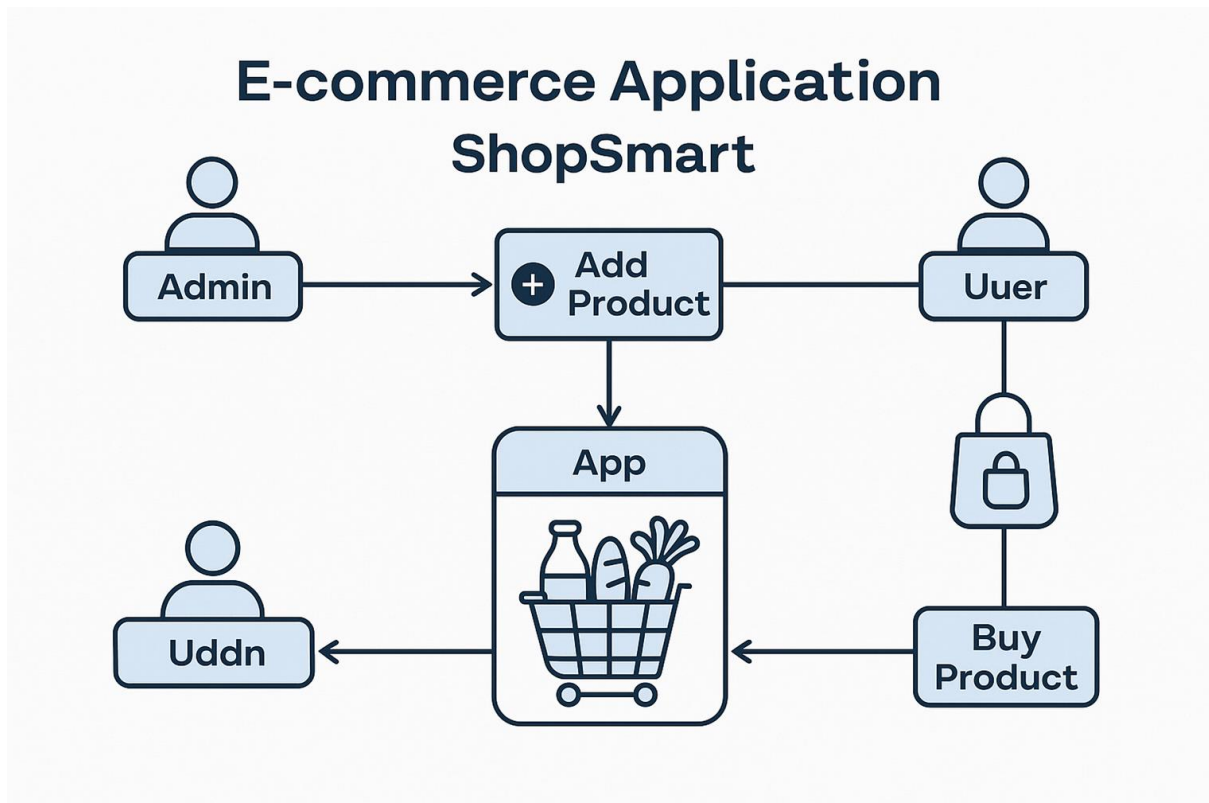 E-commerce Application
ShopSmart
Admin
Add
Product
Uuer
App
Uddn
Buy
Product